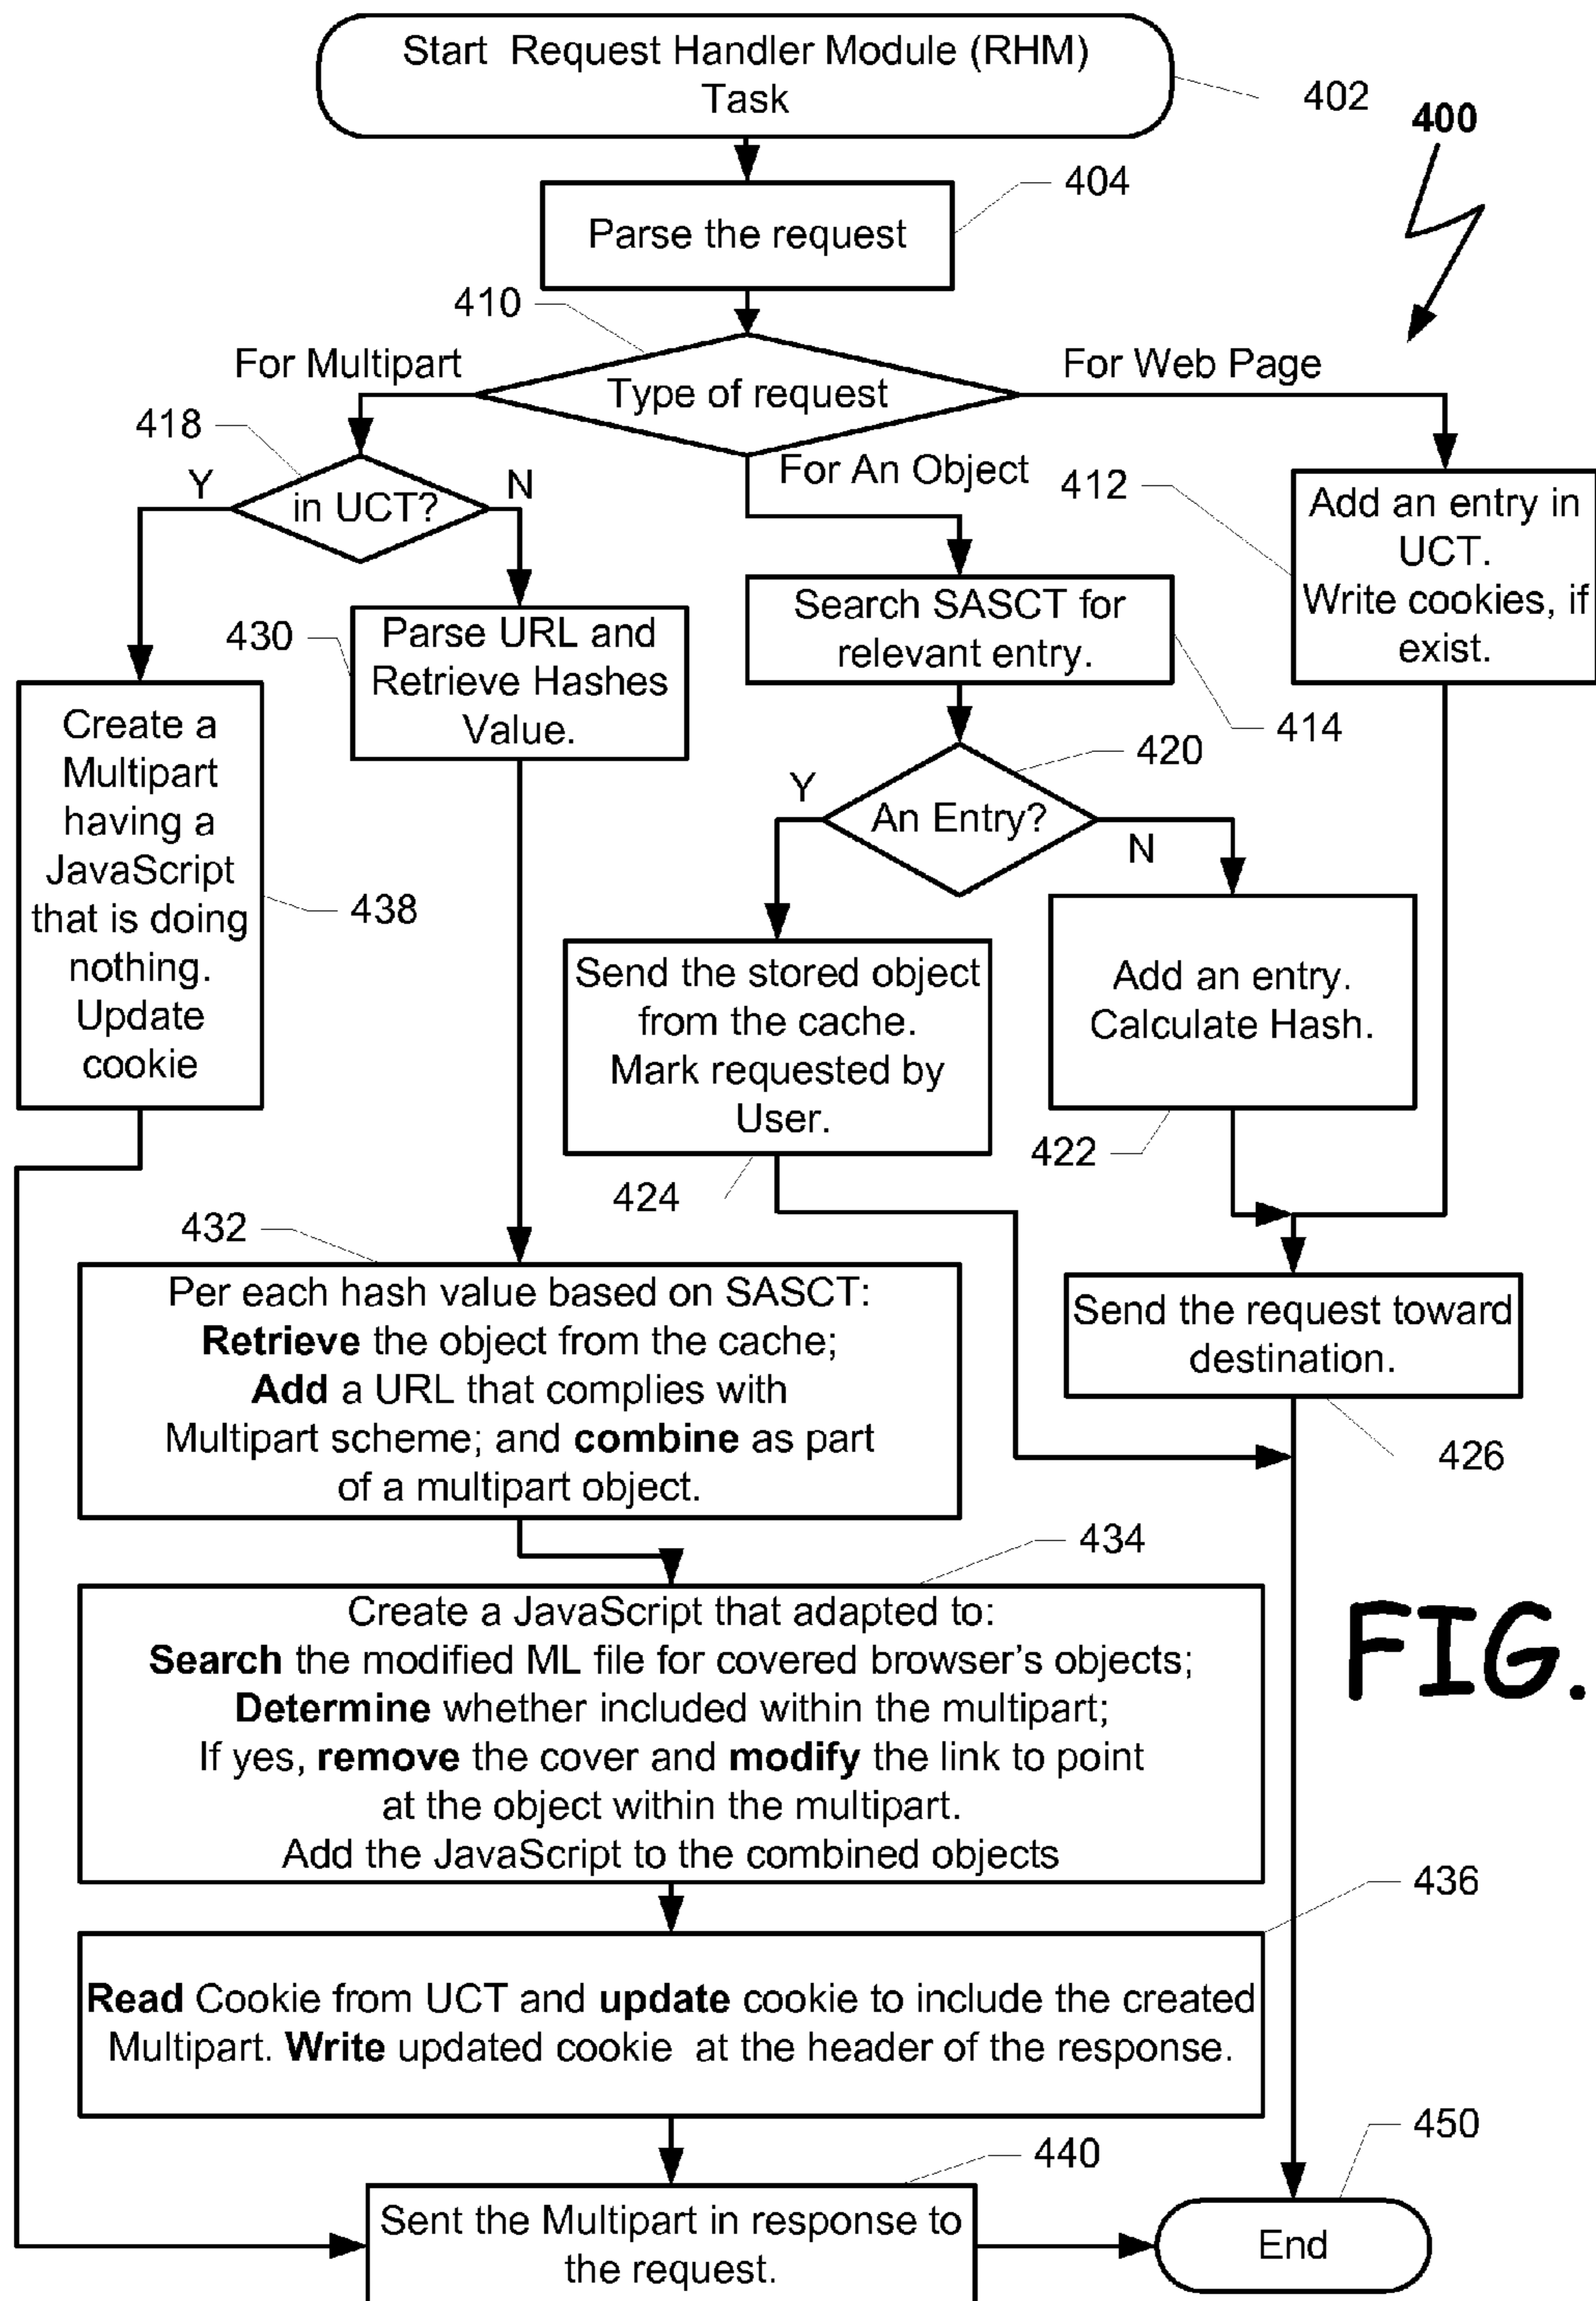 Start Request Handler Module (RHM)
Task
402
400
404
Parse the request
410
For Multipart
For Web Page
Type of request
418
Y
in UCT?
N
For An Object
412
Add an entry in
UCT.
Write cookies, if
exist.
Search SASCT for
relevant entry.
414
430
Parse URL and
Retrieve Hashes
Value.
Create a
Multipart
having a
JavaScript
that is doing
nothing.
Update
cookie
438
420
Y
An Entry?
N
Send the stored object
from the cache.
Mark requested by
User.
424
Add an entry.
Calculate Hash.
422
432
Per each hash value based on SASCT:
Retrieve the object from the cache;
Add a URL that complies with
Multipart scheme; and combine as part
of a multipart object.
Send the request toward
destination.
426
434
Create a JavaScript that adapted to:
Search the modified ML file for covered browser's objects;
Determine whether included within the multipart;
If yes, remove the cover and modify the link to point
at the object within the multipart.
Add the JavaScript to the combined objects
FIG.
436
Read Cookie from UCT and update cookie to include the created
Multipart. Write updated cookie at the header of the response.
440
Sent the Multipart in response to
the request.
450
End